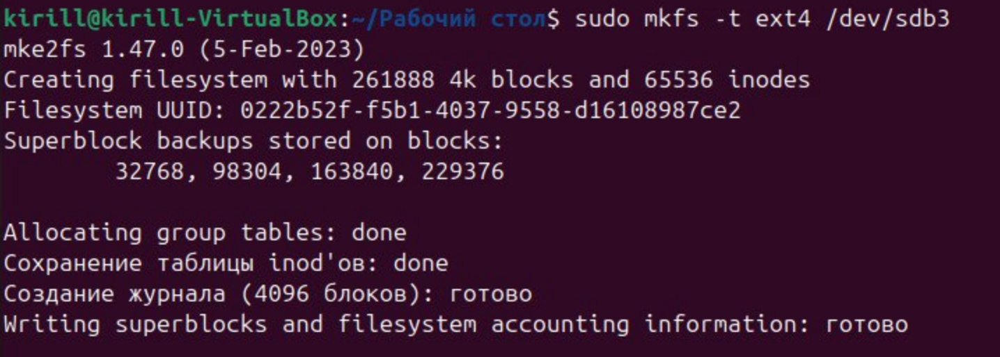 kirill@kirill-VirtualBox:~/Рабочий стол$ sudo mkfs -t ext4 /dev/sdb3
mke2fs 1.47.0 (5-Feb-2023)
Creating filesystem with 261888 4k blocks and 65536 inodes
Filesystem UUID: 0222b52f-f5b1-4037-9558-d16108987ce2
Superblock backups stored on blocks:
32768, 98304, 163840, 229376
Allocating group tables: done
Сохранение таблицы inod'ов: done
Создание журнала (4096 блоков): готово
Writing superblocks and filesystem accounting information: готово